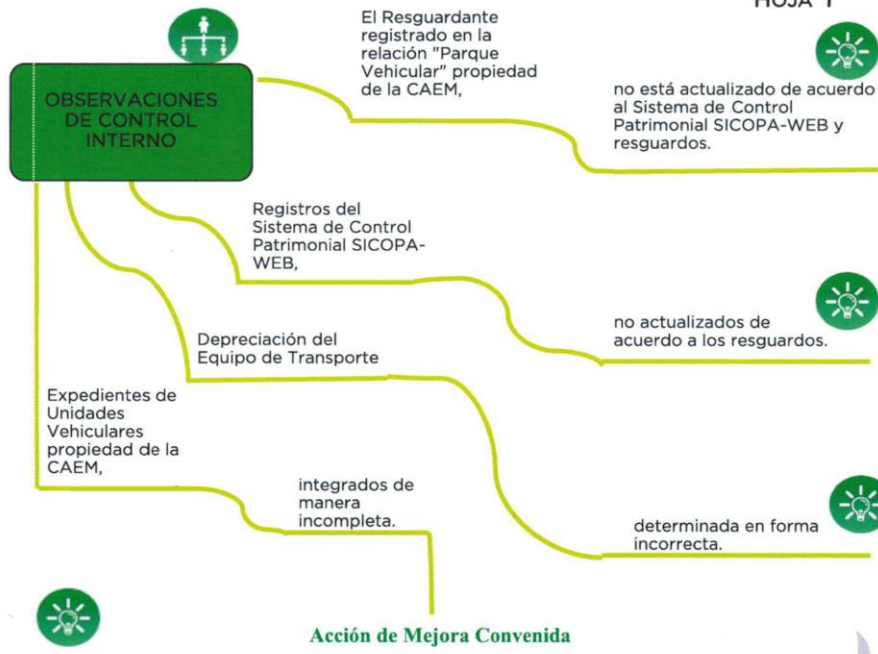 HOJA 1
OBSERVACIONES
DE CONTROL
INTERNO
El Resguardante
registrado en la
relación "Parque
Vehicular" propiedad
de la CAEM,
no está actualizado de acuerdo
al Sistema de Control
Patrimonial SICOPA-WEB y
resguardos.
Registros del
Sistema de Control
Patrimonial SICOPA-
WEB,
no actualizados de
acuerdo a los resguardos.
Depreciación del
Equipo de Transporte
determinada en forma
incorrecta.
Expedientes de
Unidades
Vehiculares
propiedad de la
CAEM,
integrados de
manera
incompleta.
Acción de Mejora Convenida